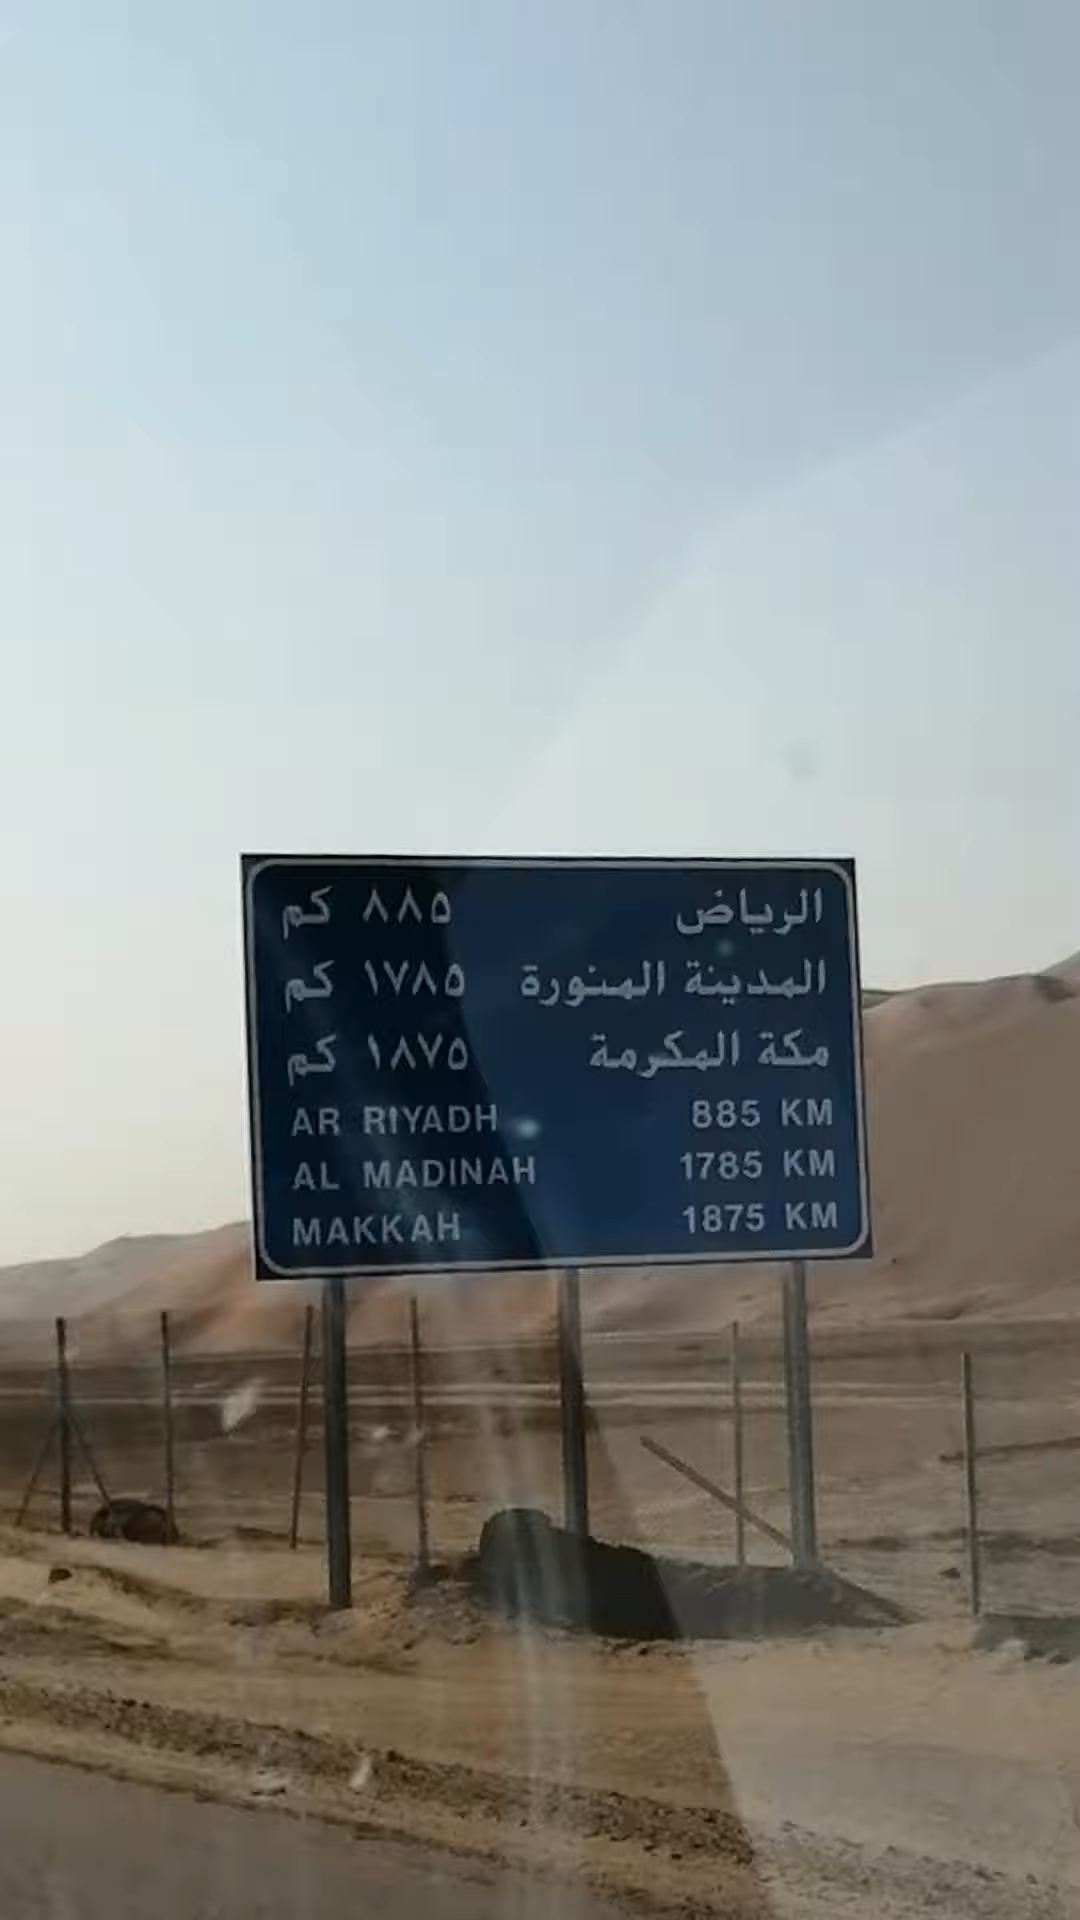 الرياض ٨٨٥ كم
المدينة المنورة ١٧٨٥ كم
مكة المكرمة ١٨٧٥ كم
AR RIYADH 885 KM
AL MADINAH 1785 KM
MAKKAH 1875 KM